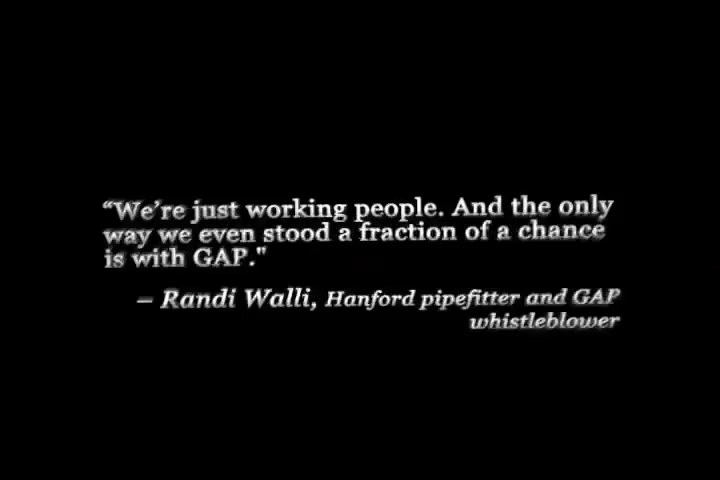 “We’re just working people. And the only
way we even stood a fraction of a chance
is with GAP."
– Randi Walli, Hanford pipefitter and GAP
whistleblower